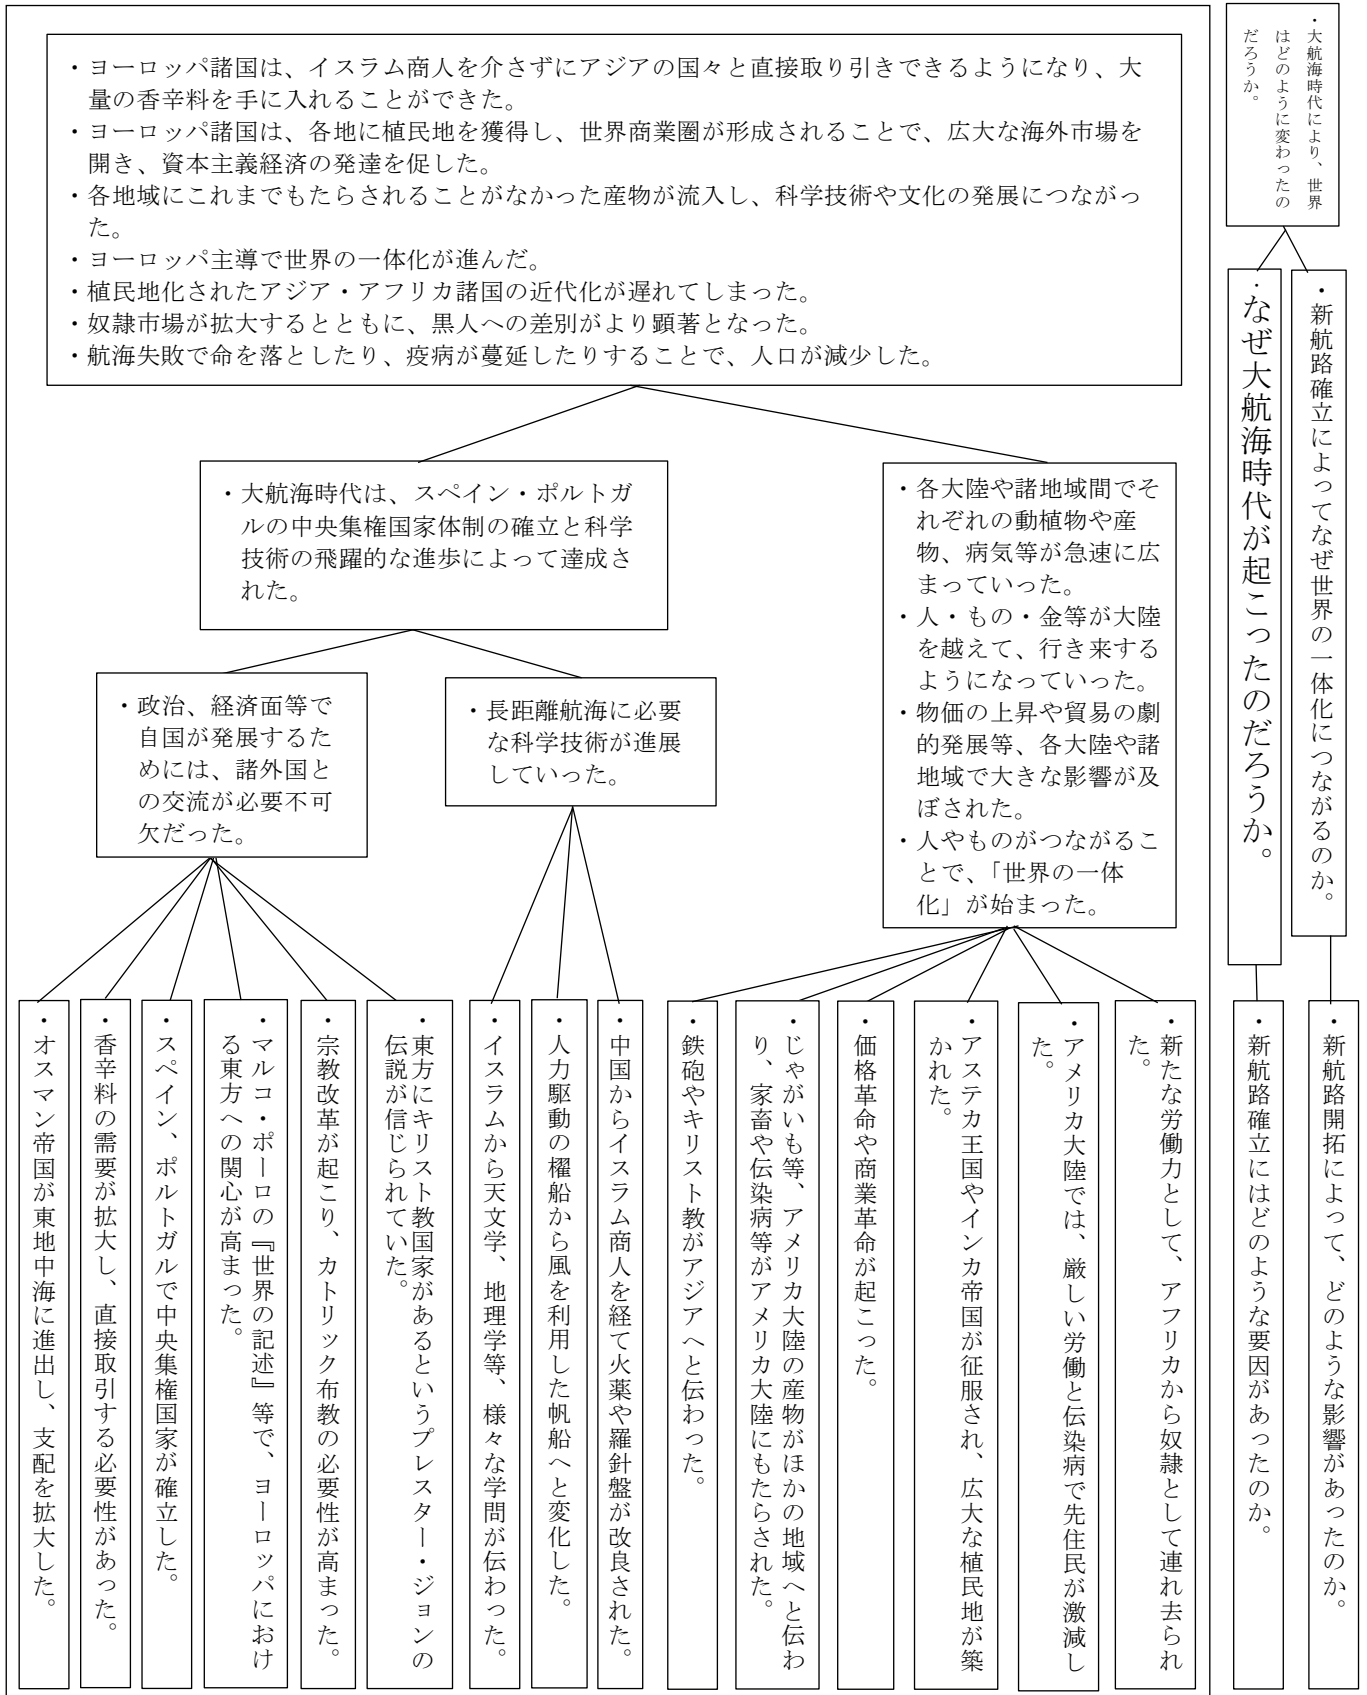 ・ヨーロッパ諸国は、イスラム商人を介さずにアジアの国々と直接取り引きできるようになり、大
量の香辛料を手に入れることができた。
・ヨーロッパ諸国は、各地に植民地を獲得し、世界商業圏が形成されることで、広大な海外市場を
開き、資本主義経済の発達を促した。
・各地域にこれまでもたらされることがなかった産物が流入し、科学技術や文化の発展につながっ
た。
・ヨーロッパ主導で世界の一体化が進んだ。
・植民地化されたアジア・アフリカ諸国の近代化が遅れてしまった。
・奴隷市場が拡大するとともに、黒人への差別がより顕著となった。
・航海失敗で命を落としたり、疫病が蔓延したりすることで、人口が減少した。
・大航海時代により、世界
はどのように変わったの
だろうか。
・新航路確立によってなぜ世界の一体化につながるのか。
・なぜ大航海時代が起こったのだろうか。
・大航海時代は、スペイン・ポルトガ
ルの中央集権国家体制の確立と科学
技術の飛躍的な進歩によって達成さ
れた。
・各大陸や諸地域間でそ
れぞれの動植物や産
物、病気等が急速に広
まっていった。
・人・もの・金等が大陸
を越えて、行き来する
ようになっていった。
・物価の上昇や貿易の劇
的発展等、各大陸や諸
地域で大きな影響が及
ぼされた。
・人やものがつながるこ
とで、「世界の一体
化」が始まった。
・政治、経済面等で
自国が発展するた
めには、諸外国と
の交流が必要不可
欠だった。
・長距離航海に必要
な科学技術が進展
していった。
・新航路開拓によって、どのような影響があったのか。
・新航路確立にはどのような要因があったのか。
・新たな労働力として、アフリカから奴隷として連れ去られ
た。
・アメリカ大陸では、厳しい労働と伝染病で先住民が激減し
た。
・アステカ王国やインカ帝国が征服され、広大な植民地が築
かれた。
・価格革命や商業革命が起こった。
・じゃがいも等、アメリカ大陸の産物がほかの地域へと伝わ
り、家畜や伝染病等がアメリカ大陸にもたらされた。
・鉄砲やキリスト教がアジアへと伝わった。
・中国からイスラム商人を経て火薬や羅針盤が改良された。
・人力駆動の櫂船から風を利用した帆船へと変化した。
・イスラムから天文学、地理学等、様々な学問が伝わった。
・東方にキリスト教国家があるというプレスター・ジョンの
伝説が信じられていた。
・宗教改革が起こり、カトリック布教の必要性が高まった。
・マルコ・ポーロの『世界の記述』等で、ヨーロッパにおけ
る東方への関心が高まった。
・スペイン、ポルトガルで中央集権国家が確立した。
・香辛料の需要が拡大し、直接取引する必要性があった。
・オスマン帝国が東地中海に進出し、支配を拡大した。